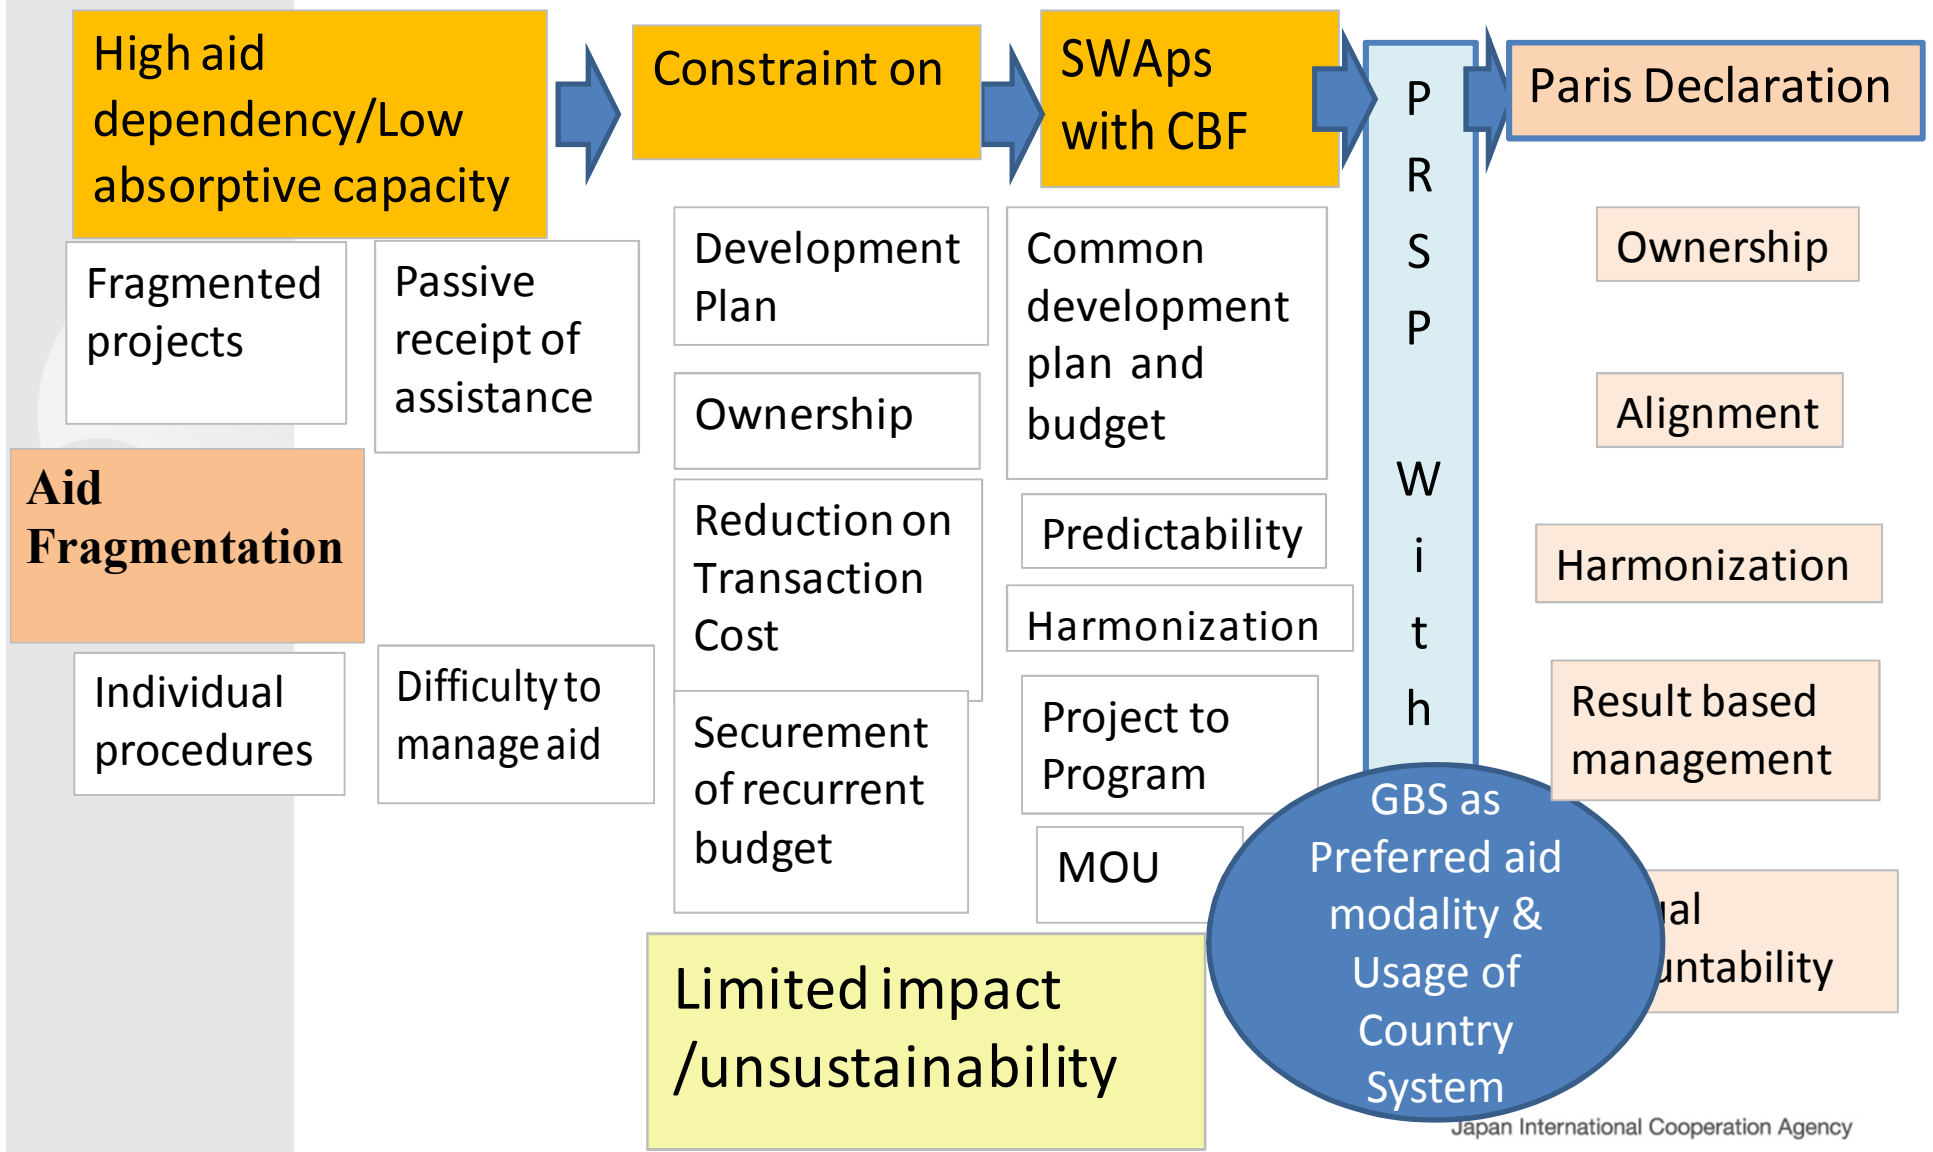 High aid
dependency/Low
absorptive capacity
Fragmented
projects
Passive
receipt of
assistance
Aid
Fragmentation
Individual
procedures
Difficulty to
manage aid
Constraint on
Development
Plan
Ownership
Reduction on
Transaction
Cost
Securement
of recurrent
budget
Limited impact
/unsustainability
SWAps
with CBF
Common
development
plan and
budget
Predictability
Harmonization
Project to
Program
MOU
P
R
S
P
W
i
t
h
GBS as
Preferred aid
modality &
Usage of
Country
System
Paris Declaration
Ownership
Alignment
Harmonization
Result based
management
Japan International Cooperation Agency